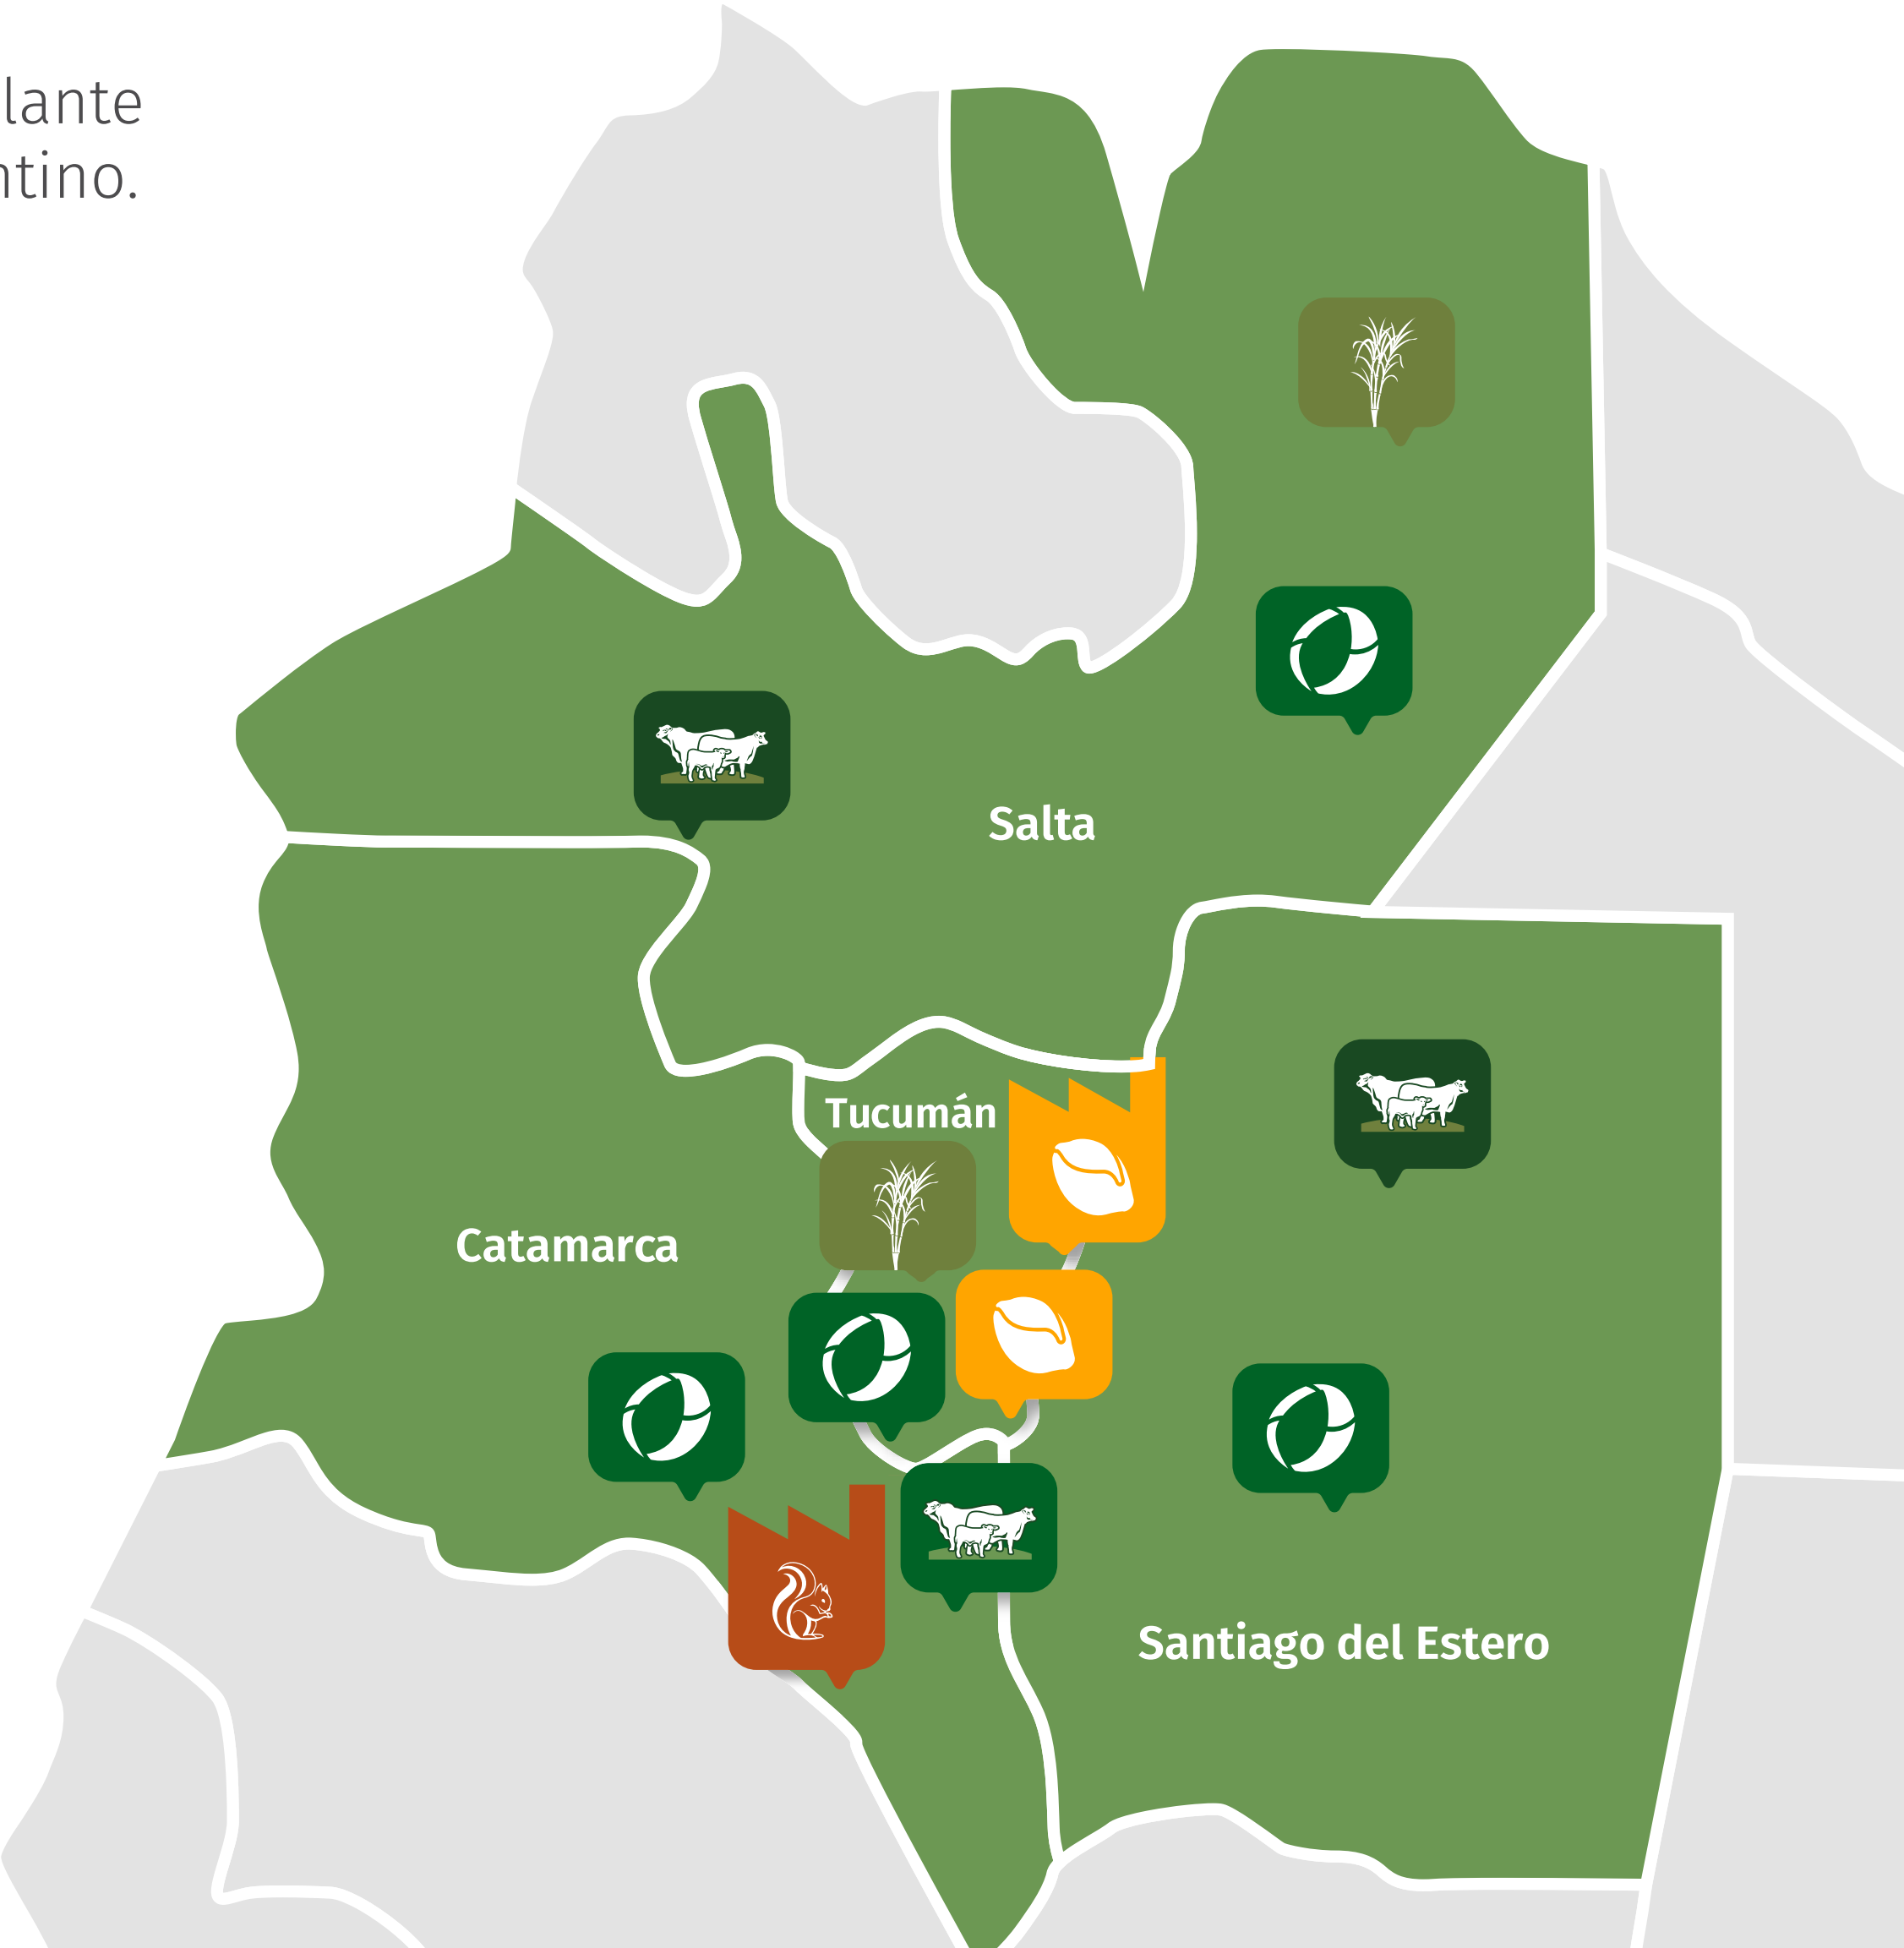 lante
ntino.
Salta
Tucumán
Catamarca
Santiago del Estero